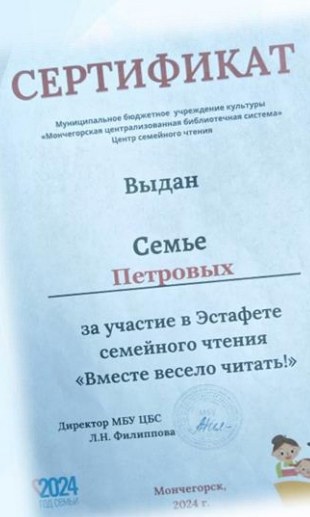 СЕРТИФИКАТ
Муниципальное бюджетное учреждение культуры
«Мончегорская централизованная библиотечная система»
Центр семейного чтения
Выдан
Семье
Петровых
за участие в Эстафете
семейного чтения
«Вместе весело читать!»
Директор МБУ ЦБС
Л.Н. Филиппова
2024
ГОД СЕМЬИ
Мончегорск,
2024 г.